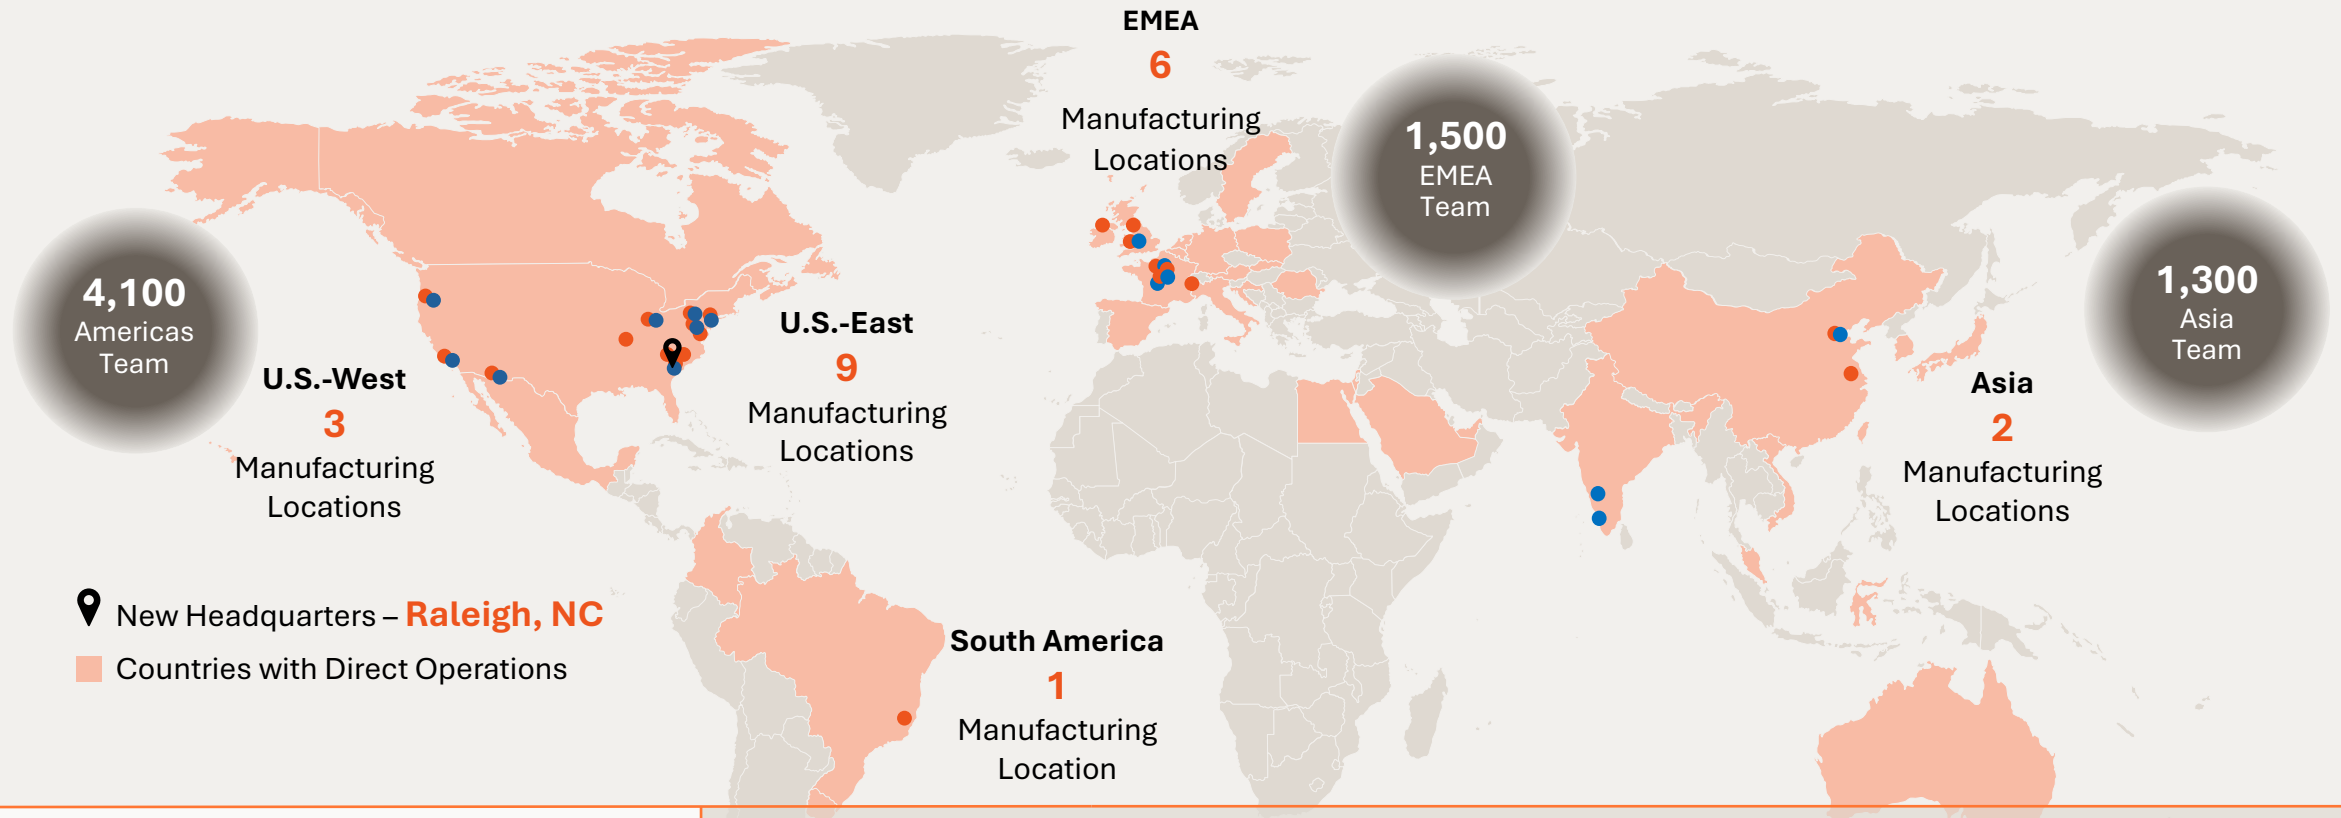 EMEA
6
Manufacturing
Locations
1,500
EMEA
Team
4,100
Americas
Team
U.S.-West
3
Manufacturing
Locations
U.S.-East
9
Manufacturing
Locations
1,300
Asia
Team
Asia
2
Manufacturing
Locations
New Headquarters – Raleigh, NC
Countries with Direct Operations
South America
1
Manufacturing
Location